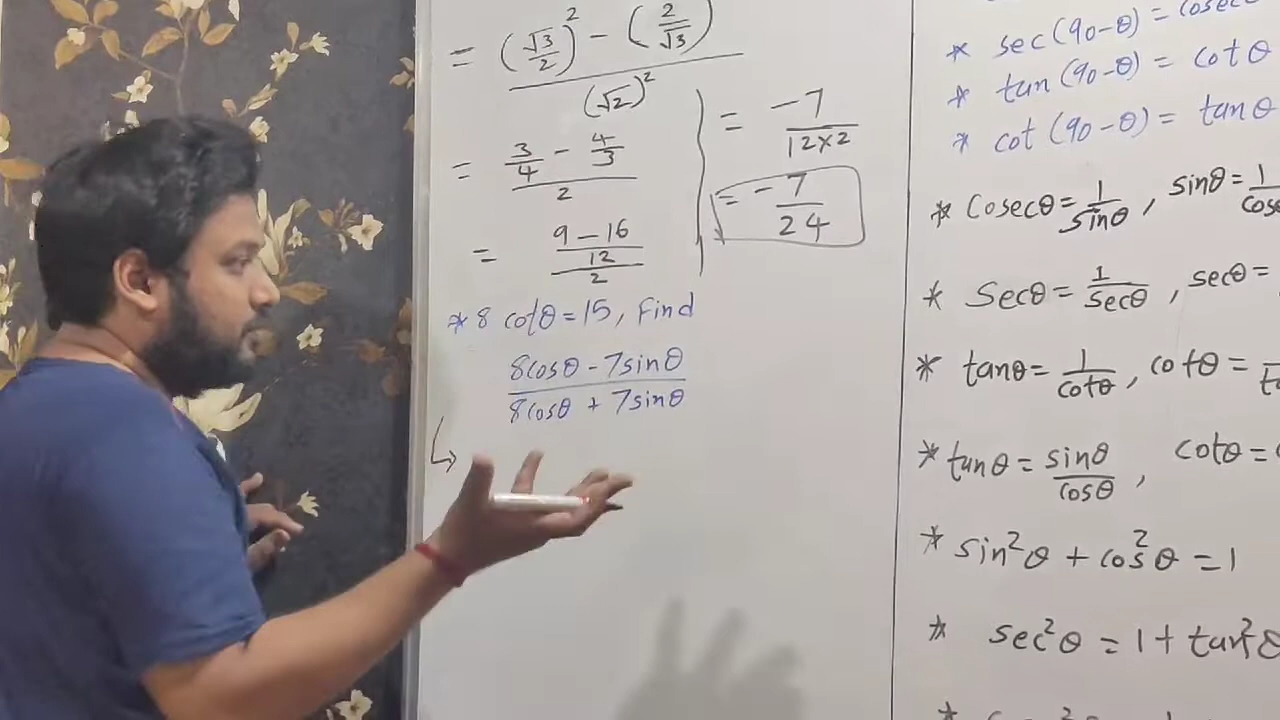 = (√3/2)² - (2/√3)
(√2)²
= 3/4 - 4/3
2
= 9 - 16
12
2
= -7
12×2
= -7
24
* 8 cotθ = 15, Find
8cosθ - 7sinθ
8cosθ + 7sinθ
* sec(90-θ) = cosec
* tan(90-θ) = cotθ
* cot(90-θ) = tanθ
* Cosecθ = 1/sinθ, sinθ = 1/cose
* Secθ = 1/secθ, secθ =
* tanθ = 1/cotθ, cotθ =
* tanθ = sinθ/cosθ, cotθ =
* sin²θ + cos²θ = 1
* sec²θ = 1 + tan²θ